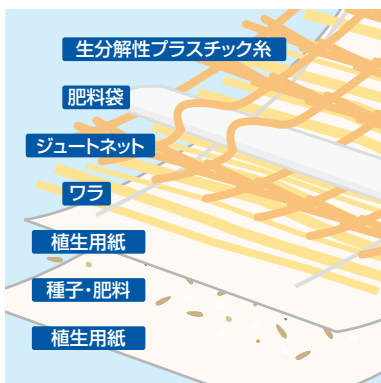 生分解性プラスチック糸
肥料袋
ジュートネット
ワラ
植生用紙
種子・肥料
植生用紙